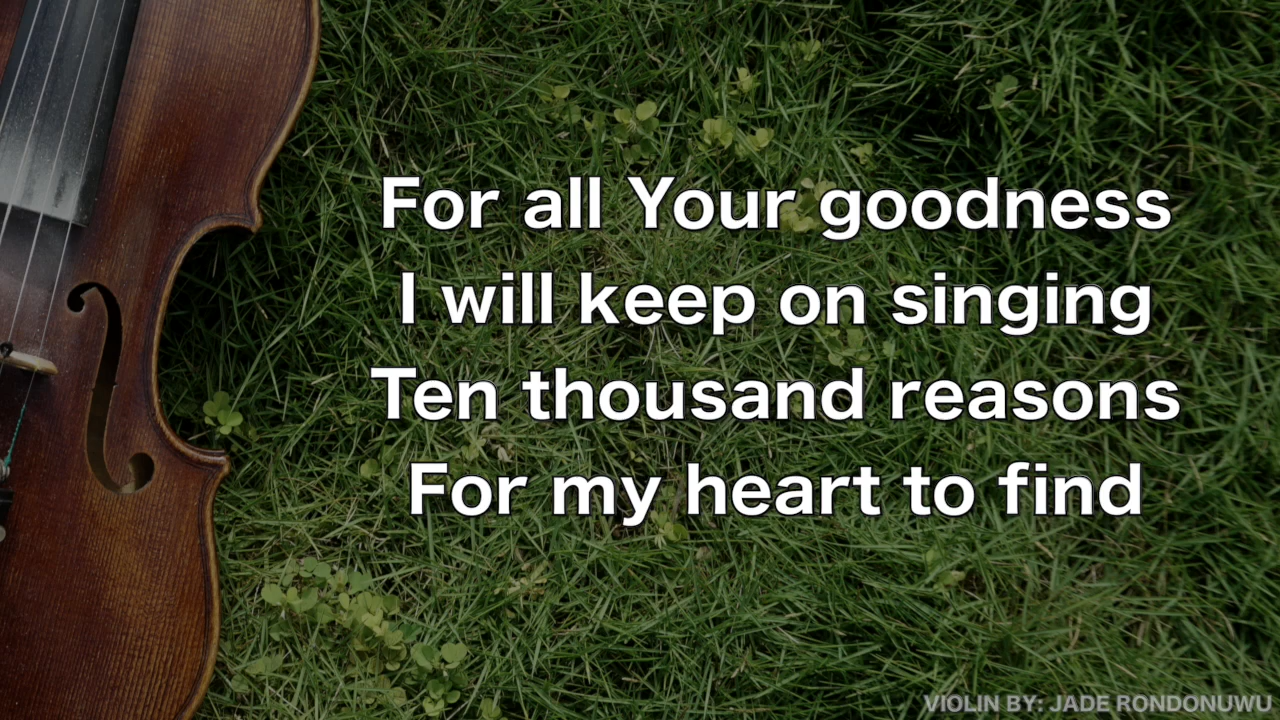 For all Your goodness
I will keep on singing
Ten thousand reasons
For my heart to find
VIOLIN BY: JADE RONDONUWU